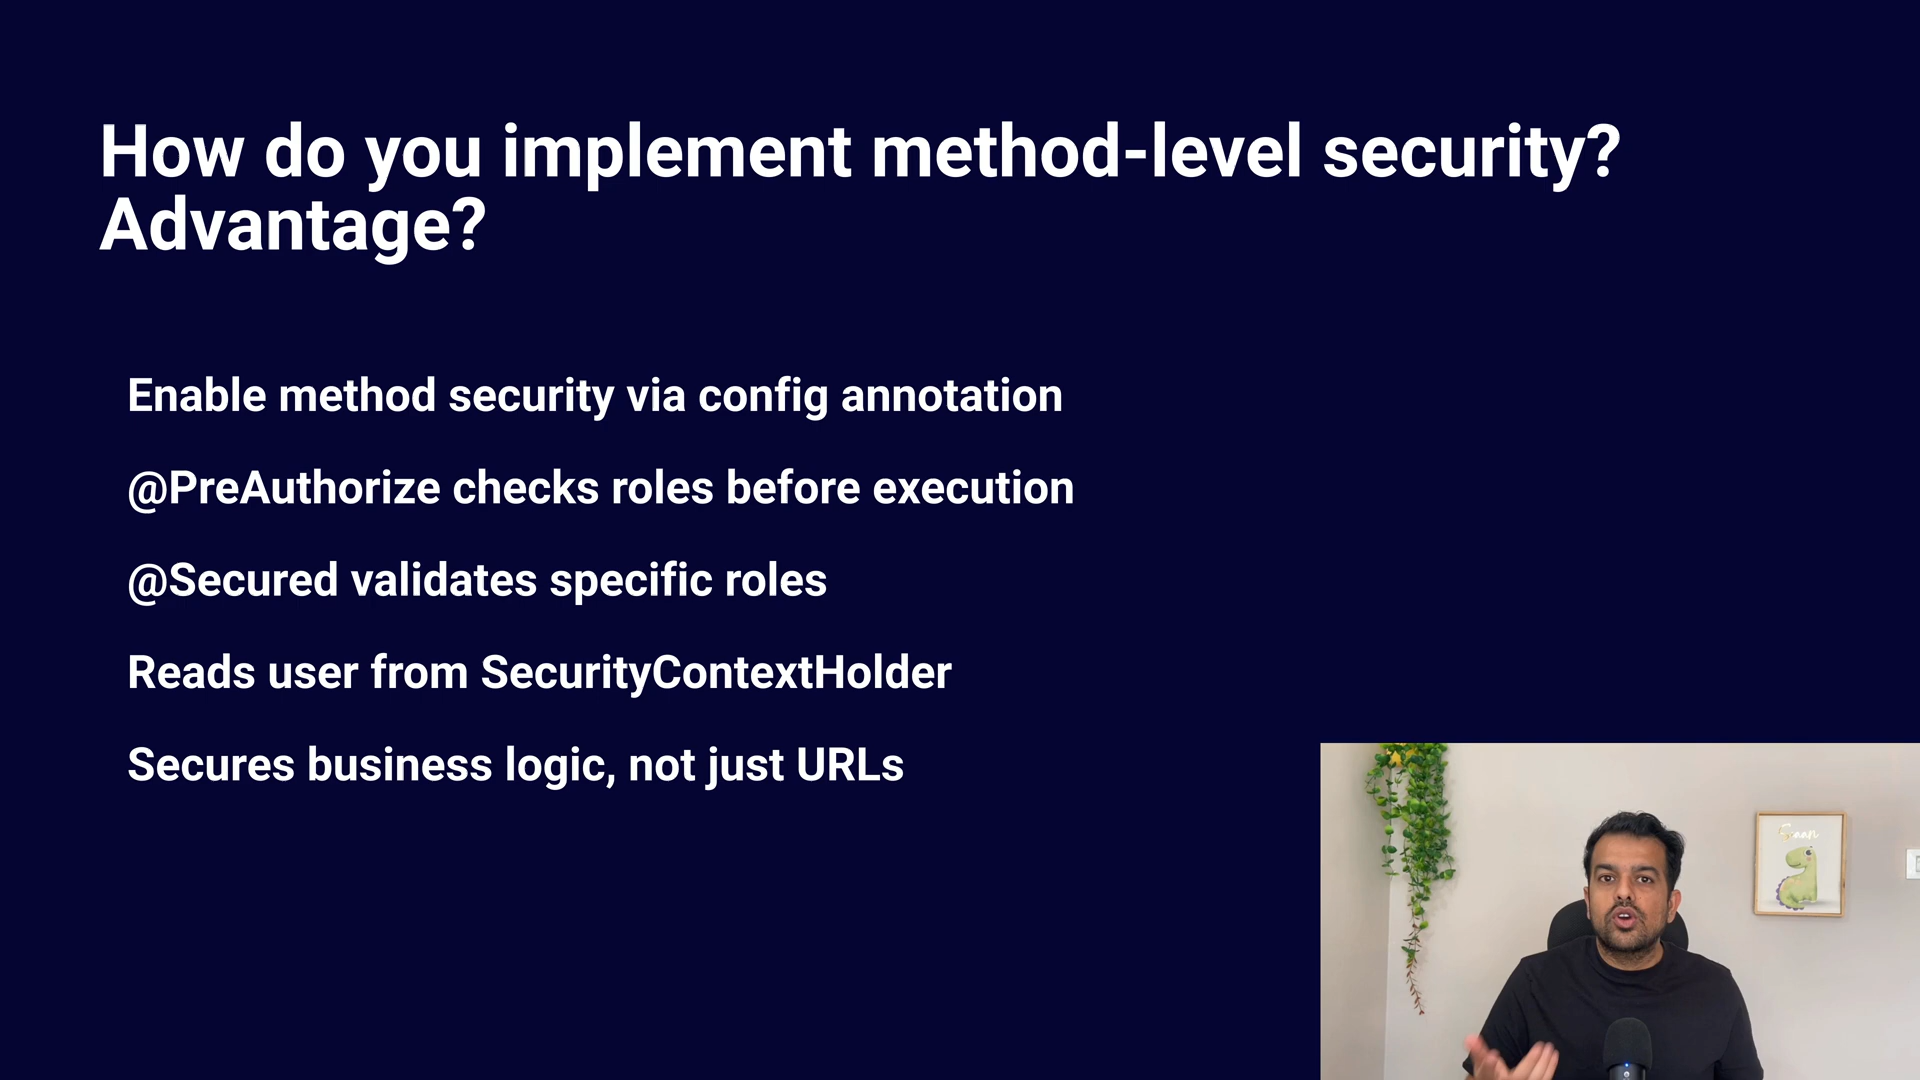 How do you implement method-level security?
Advantage?
Enable method security via config annotation
@PreAuthorize checks roles before execution
@Secured validates specific roles
Reads user from SecurityContextHolder
Secures business logic, not just URLs